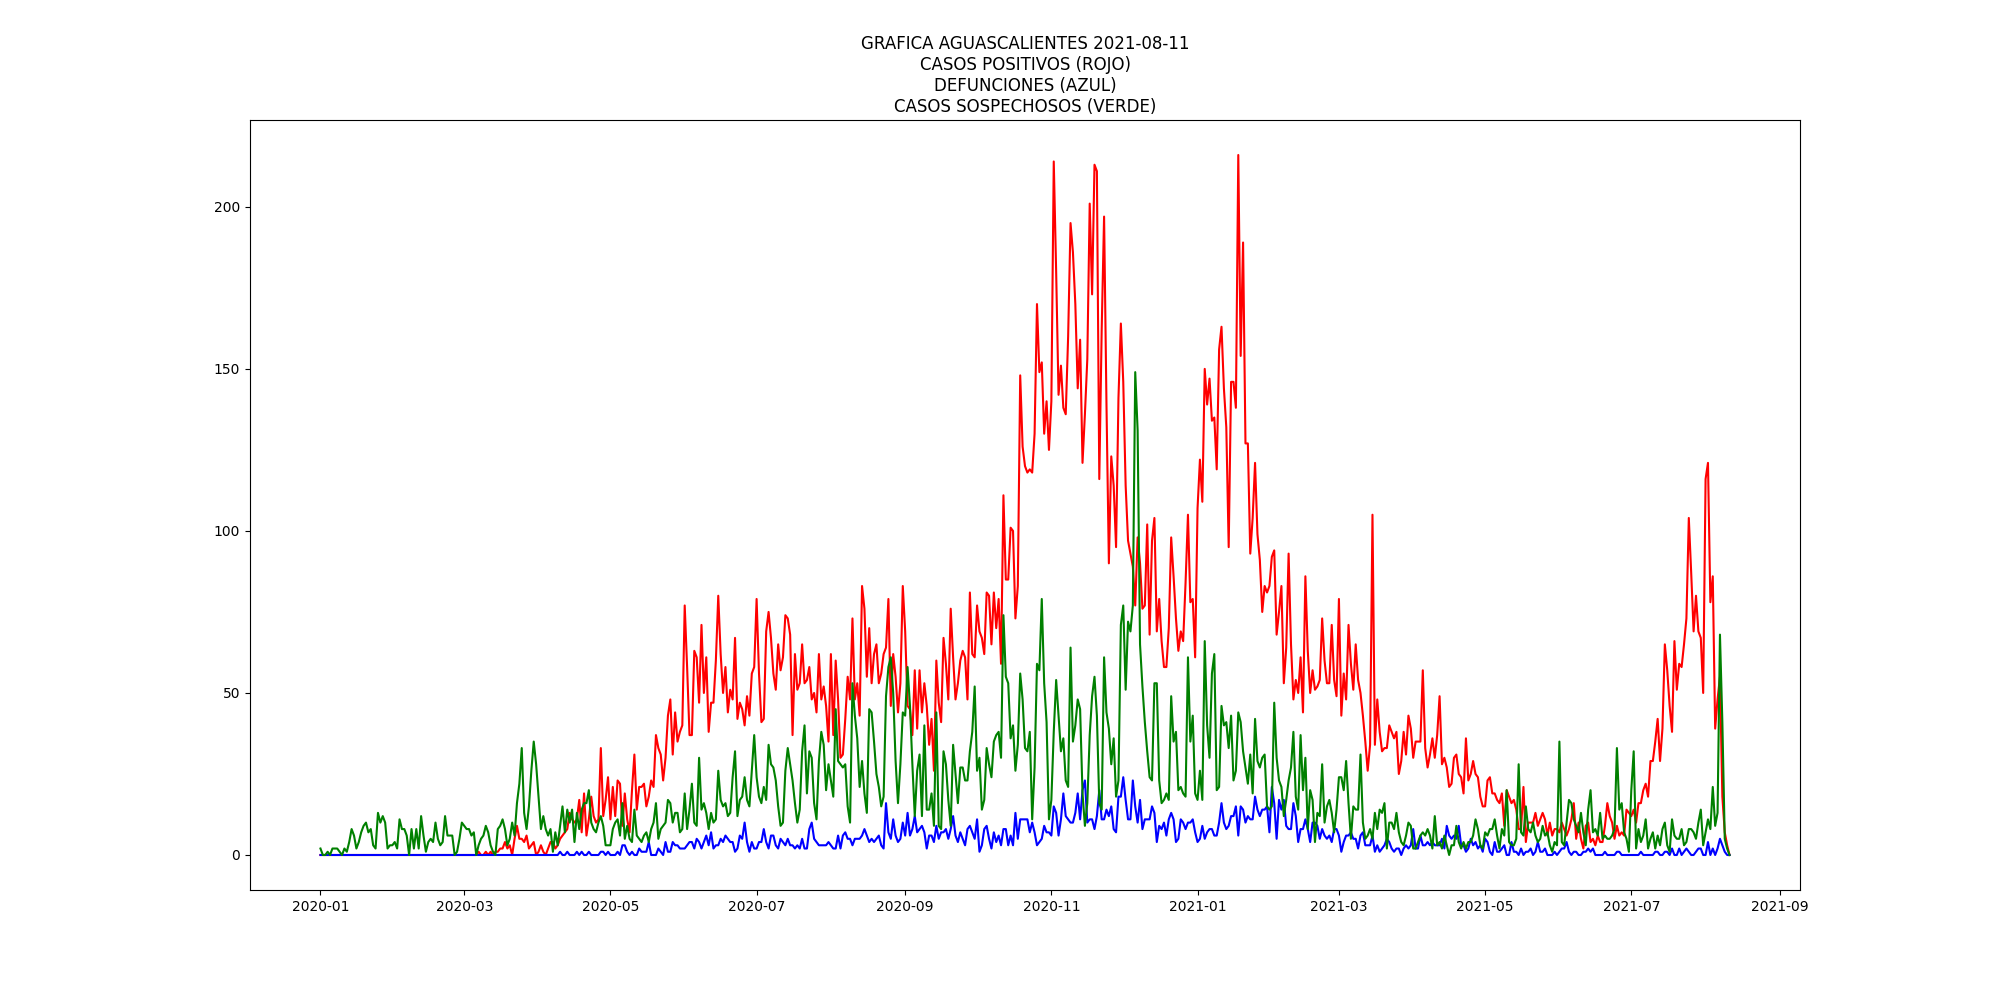 GRAFICA AGUASCALIENTES 2021-08-11
CASOS POSITIVOS (ROJO)
DEFUNCIONES (AZUL)
CASOS SOSPECHOSOS (VERDE)
200
150
100
50
0
2020-01 2020-03 2020-05 2020-07 2020-09 2020-11 2021-01 2021-03 2021-05 2021-07 2021-09